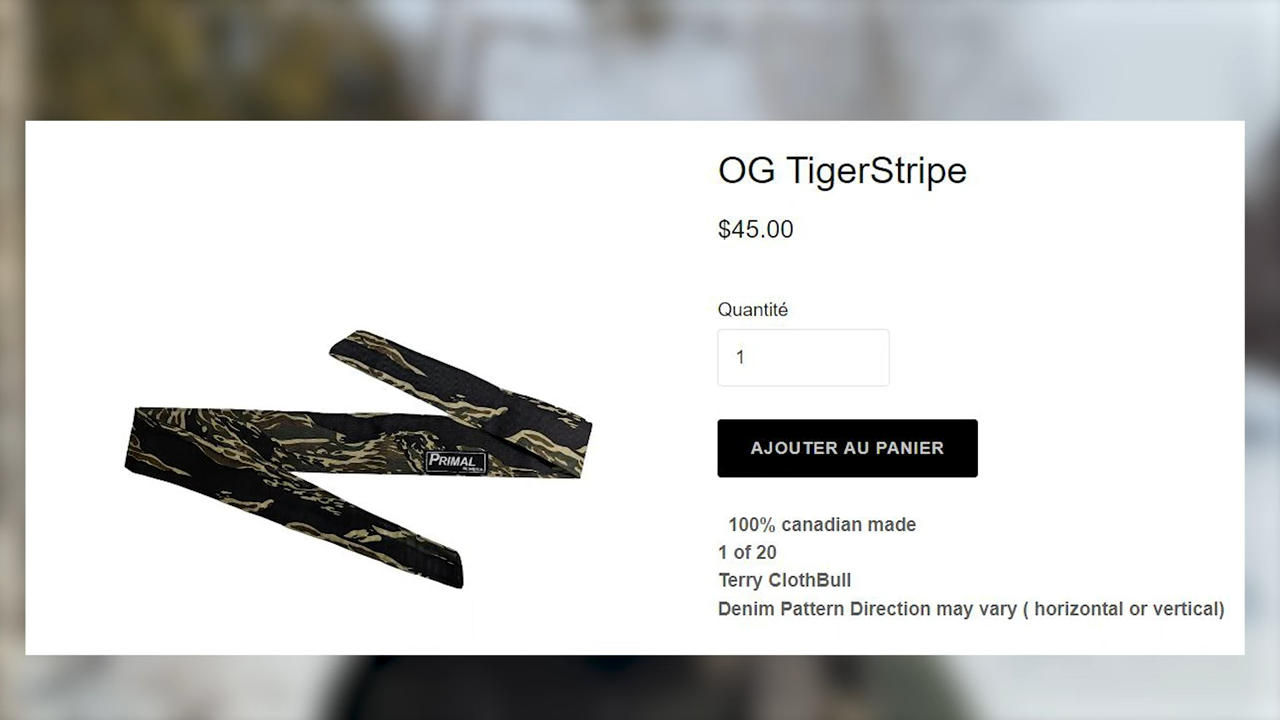 OG TigerStripe
$45.00
Quantité
1
AJOUTER AU PANIER
100% canadian made
1 of 20
Terry ClothBull
Denim Pattern Direction may vary ( horizontal or vertical)
PRIMAL